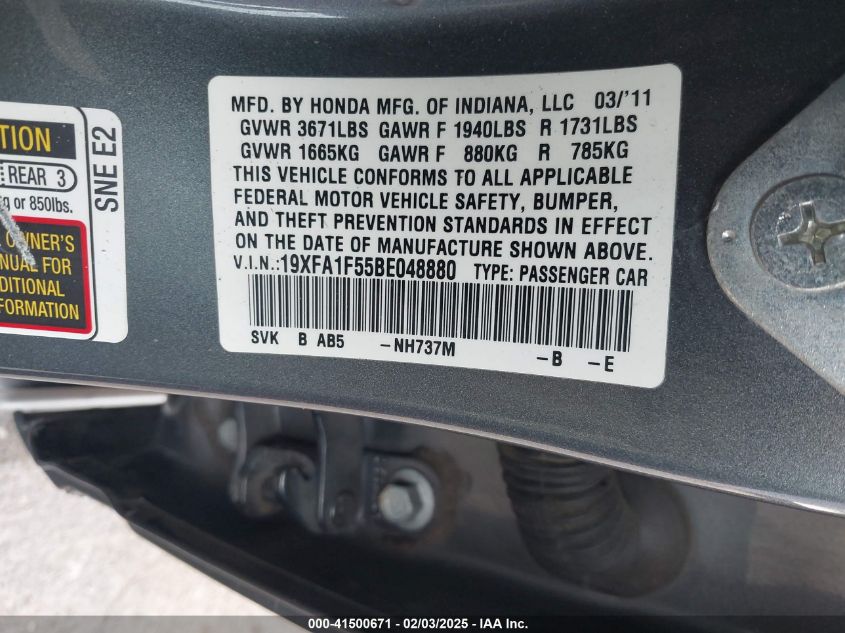 TION
REAR 3
g or 850lbs.
OWNER'S
NUAL FOR
DITIONAL
FORMATION
SNE E2
MFD. BY HONDA MFG. OF INDIANA, LLC 03/'11
GVWR 3671LBS GAWR F 1940LBS R 1731LBS
GVWR 1665KG GAWR F 880KG R 785KG
THIS VEHICLE CONFORMS TO ALL APPLICABLE
FEDERAL MOTOR VEHICLE SAFETY, BUMPER,
AND THEFT PREVENTION STANDARDS IN EFFECT
ON THE DATE OF MANUFACTURE SHOWN ABOVE.
V.I.N.:19XFA1F55BE048880 TYPE: PASSENGER CAR
SVK B AB5 -NH737M -B -E
000-41500671 - 02/03/2025 - IAA Inc.